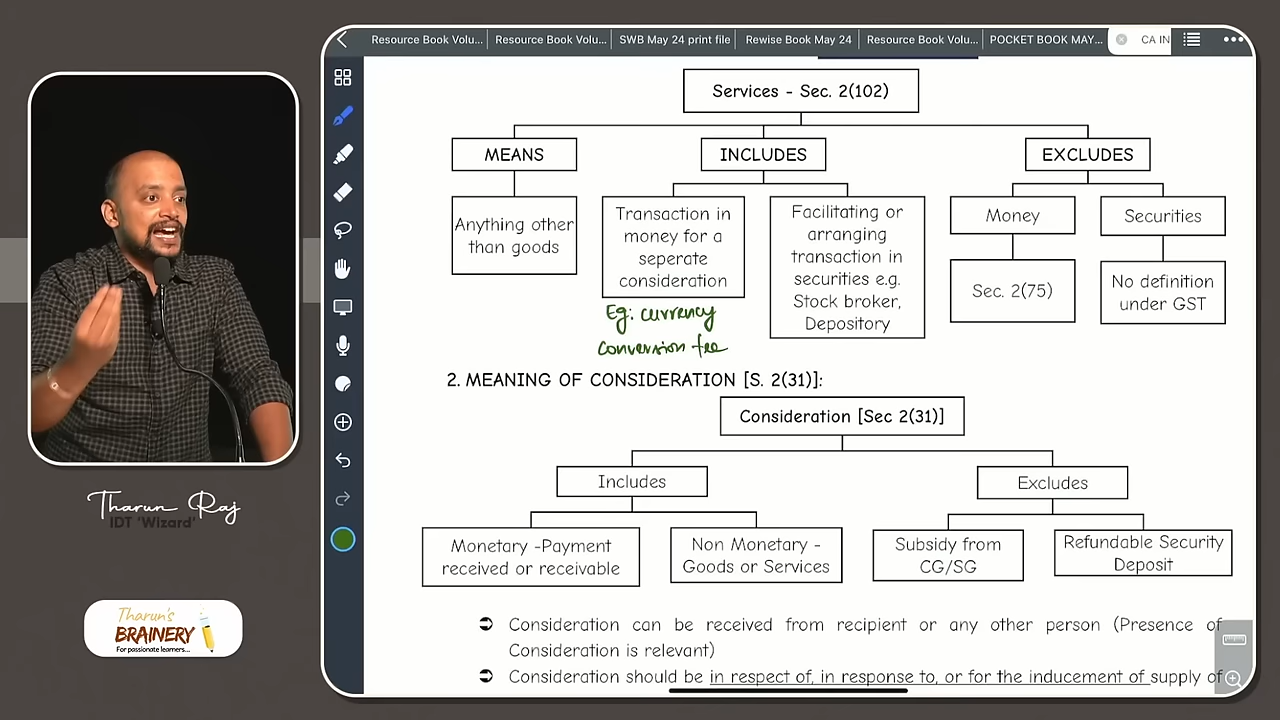 Resource Book Volu...
Resource Book Volu...
SWB May 24 print file
Rewise Book May 24
Resource Book Volu...
POCKET BOOK MAY...
CA IN
Services - Sec. 2(102)
MEANS
INCLUDES
EXCLUDES
Anything other
than goods
Transaction in
money for a
seperate
consideration
Facilitating or
arranging
transaction in
securities e.g.
Stock broker,
Depository
Money
Securities
Sec. 2(75)
No definition
under GST
Eg: currency
conversion fee
2. MEANING OF CONSIDERATION [S. 2(31)]:
Consideration [Sec 2(31)]
Includes
Excludes
Monetary -Payment
received or receivable
Non Monetary -
Goods or Services
Subsidy from
CG/SG
Refundable Security
Deposit
➲ Consideration can be received from recipient or any other person (Presence of
Consideration is relevant)
➲ Consideration should be in respect of, in response to, or for the inducement of supply of
Tharun Raj
IDT 'Wizard'
Tharun's
BRAINERY
For passionate learners...